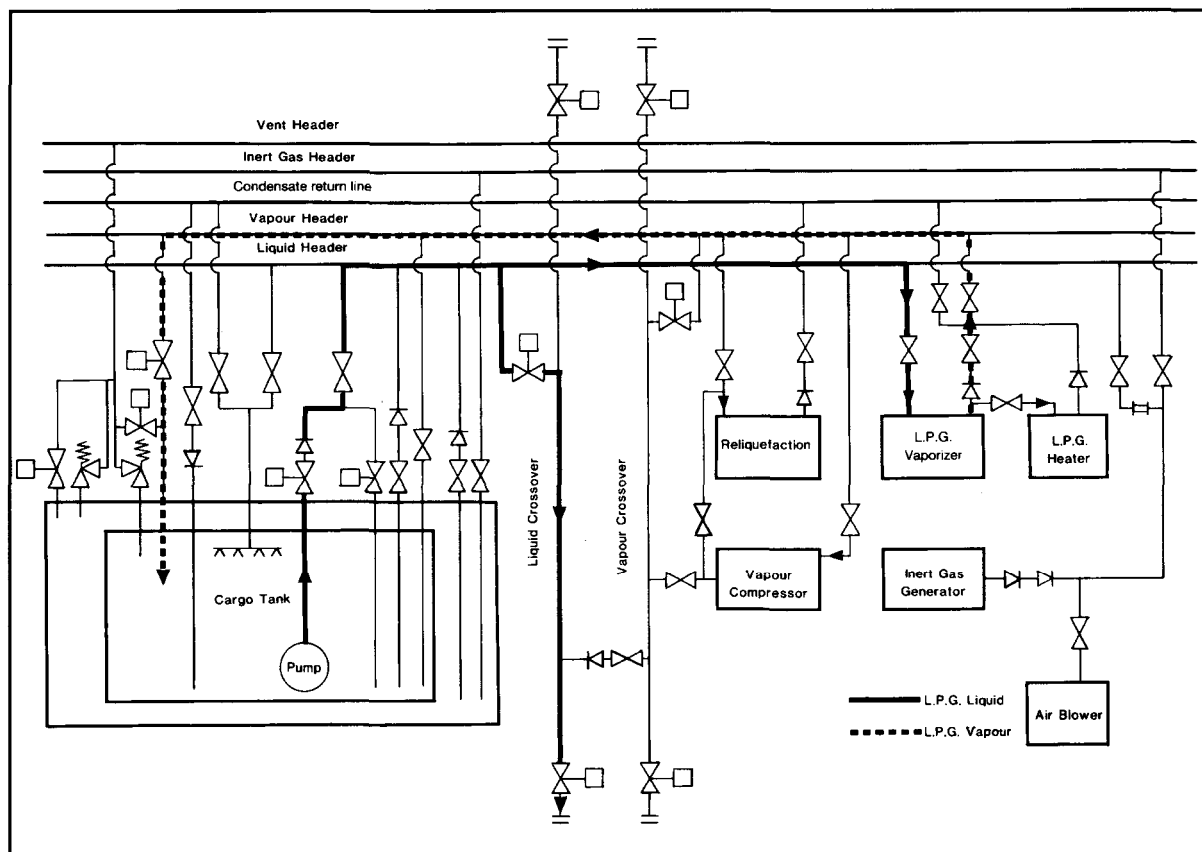 Vent Header
Inert Gas Header
Condensate return line
Vapour Header
Liquid Header
Reliquefaction
L.P.G.
Vaporizer
L.P.G.
Heater
Liquid Crossover
Vapour Crossover
Vapour
Compressor
Inert Gas
Generator
Cargo Tank
Pump
Air Blower
L.P.G. Liquid
L.P.G. Vapour